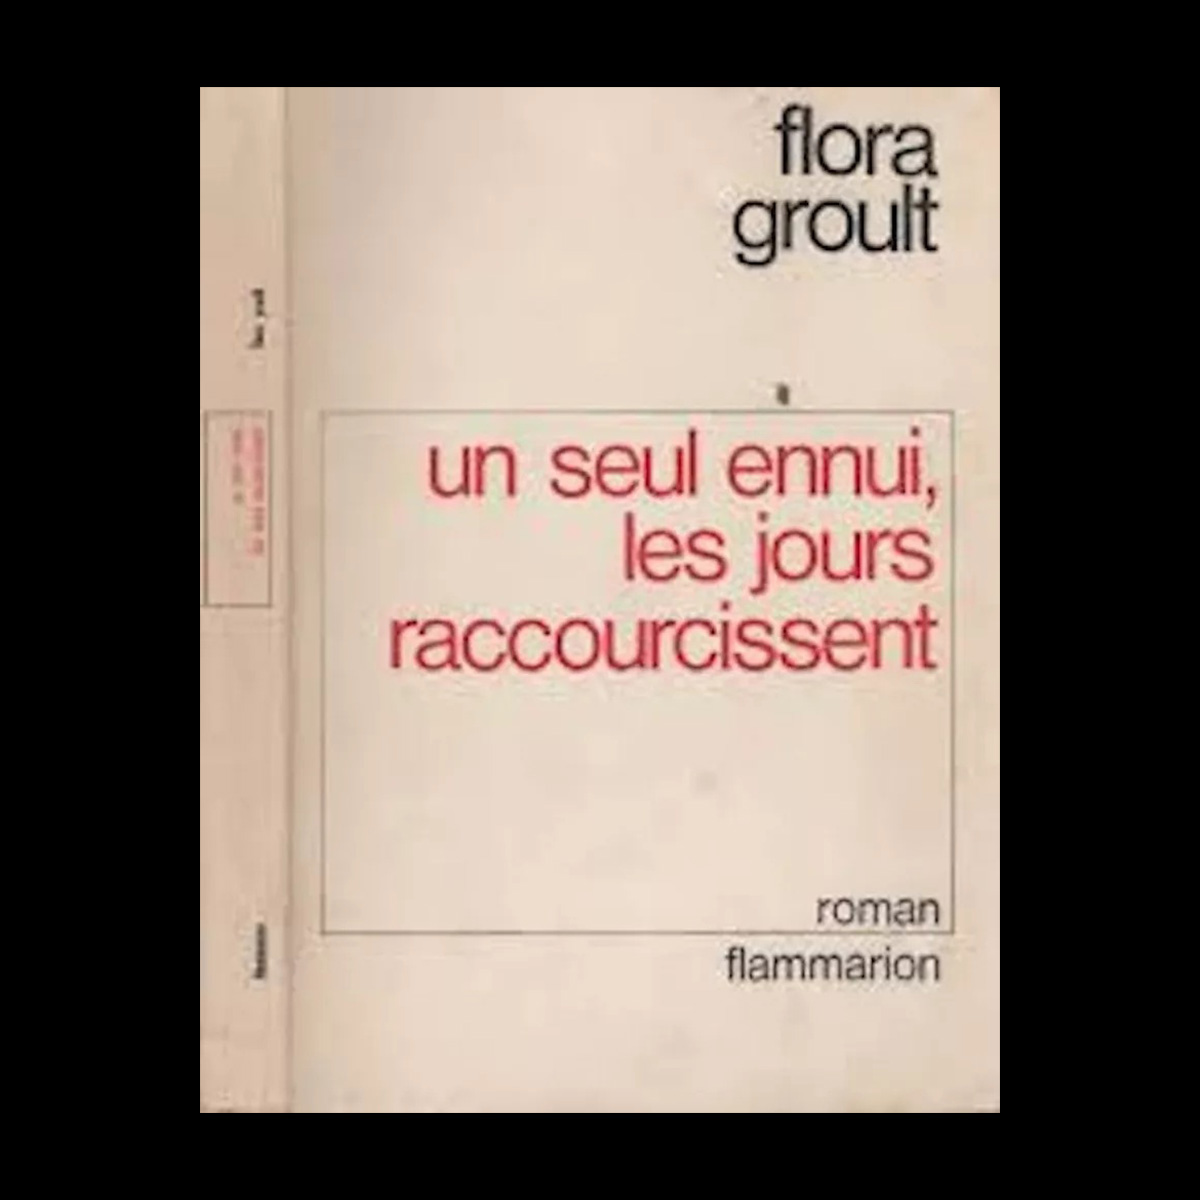 flora
groult
un seul ennui,
les jours
raccourcissent
roman
flammarion